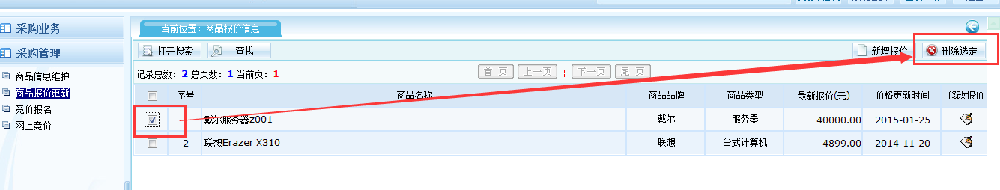 采购业务
采购管理
商品信息维护
商品报价更新
竞价报名
网上竞价
当前位置：商品报价信息
打开搜索 查找 新增报价 删除选定
记录总数：2 总页数：1 当前页：1 首 页 上一页 ¦ 下一页 尾 页
序号 商品名称 商品品牌 商品类型 最新报价(元) 价格更新时间 修改报价
1 戴尔服务器z001 戴尔 服务器 40000.00 2015-01-25
2 联想Erazer X310 联想 台式计算机 4899.00 2014-11-20